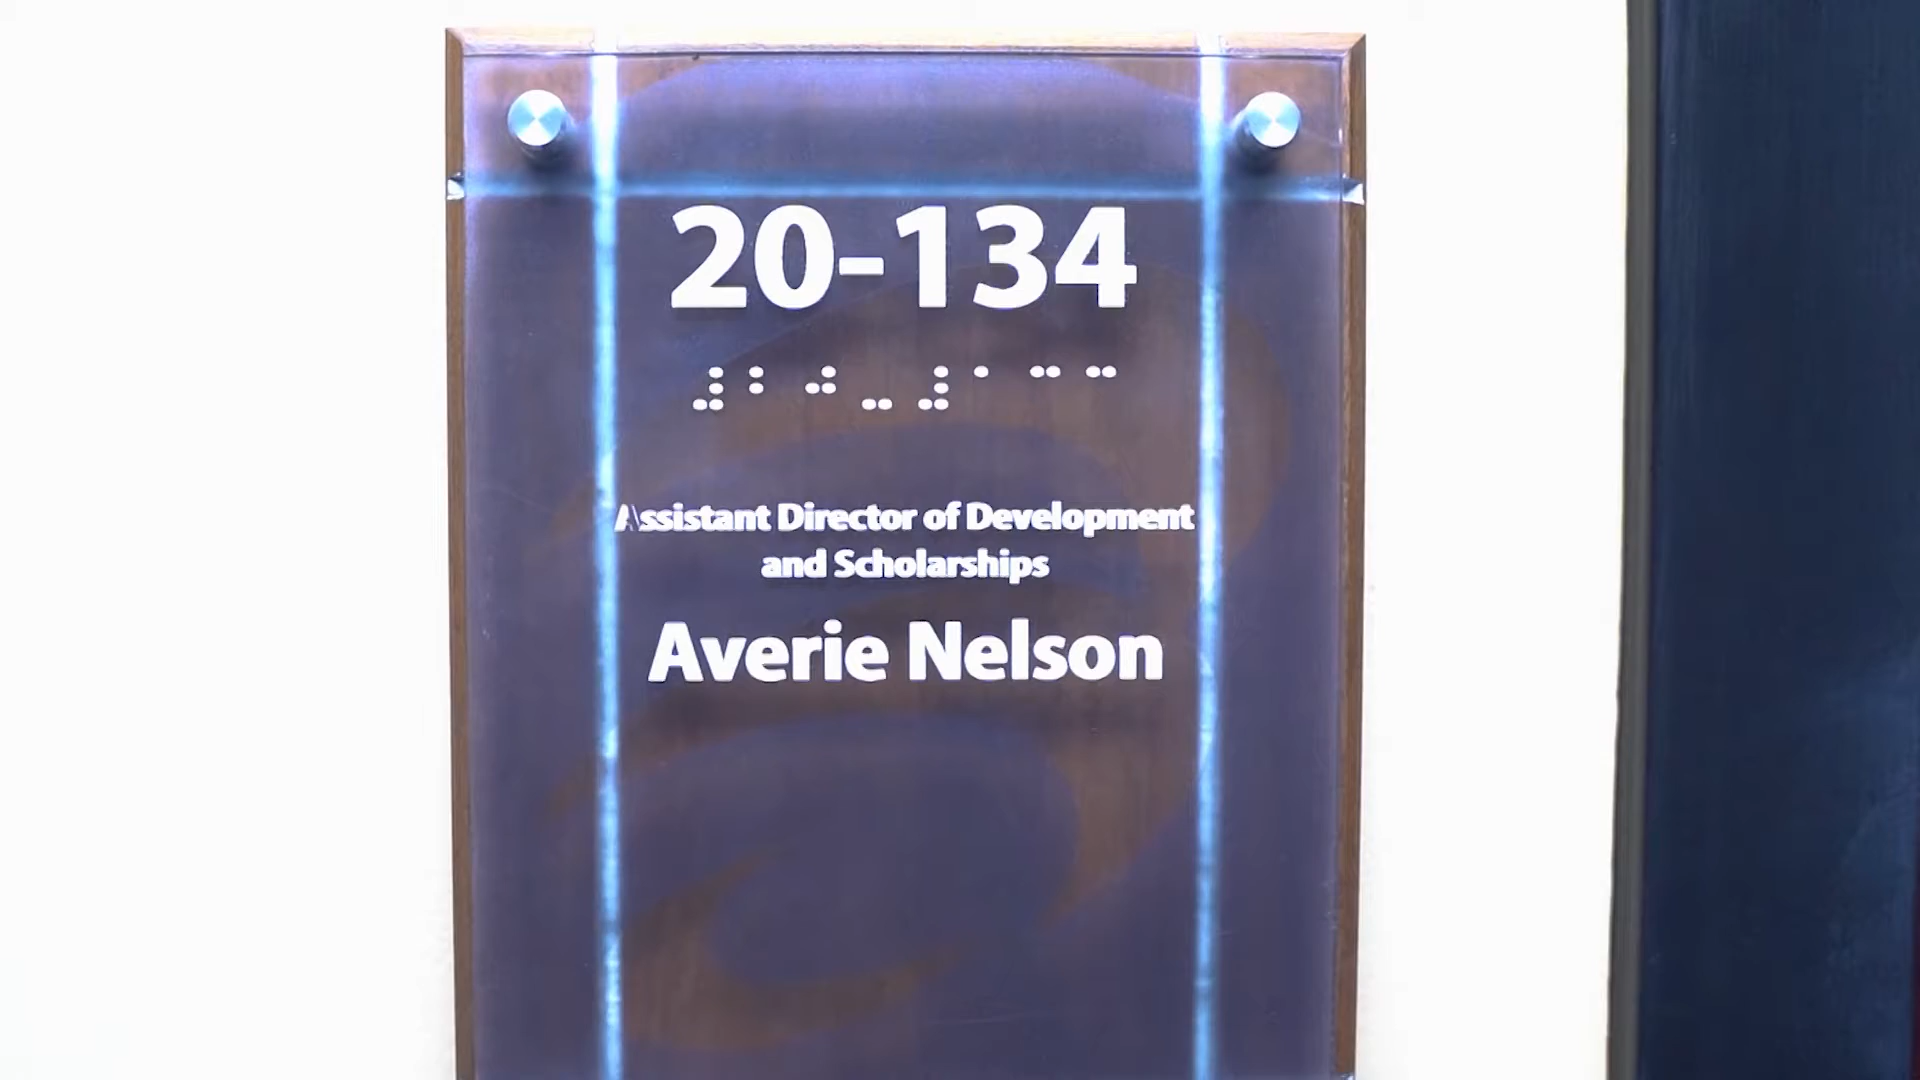 20-134
⠼⠃⠚⠤⠼⠁⠉⠉
Assistant Director of Development
and Scholarships
Averie Nelson